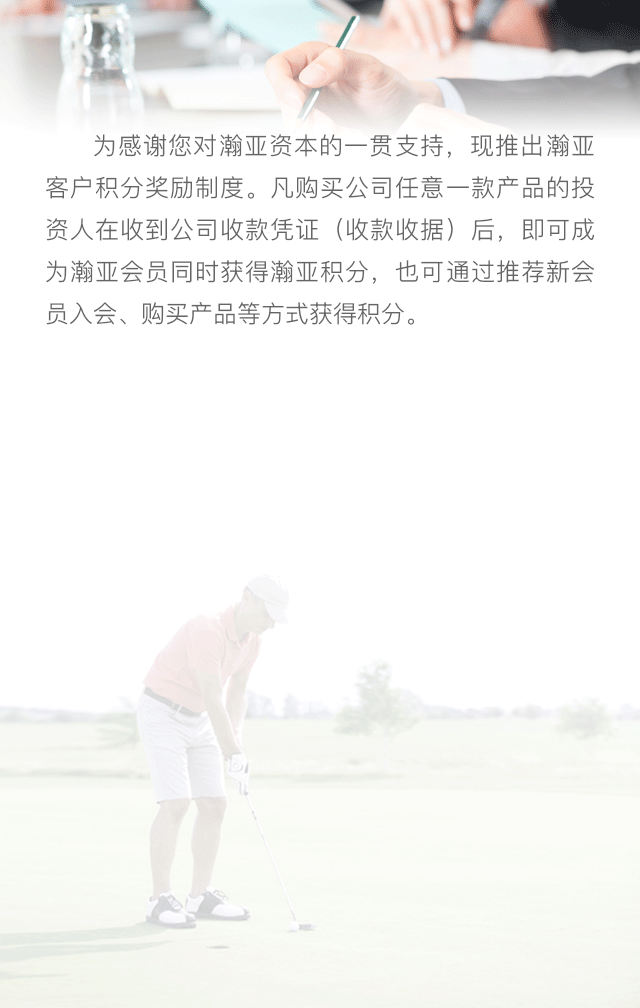 为感谢您对瀚亚资本的一贯支持，现推出瀚亚
客户积分奖励制度。凡购买公司任意一款产品的投
资人在收到公司收款凭证（收款收据）后，即可成
为瀚亚会员同时获得瀚亚积分，也可通过推荐新会
员入会、购买产品等方式获得积分。